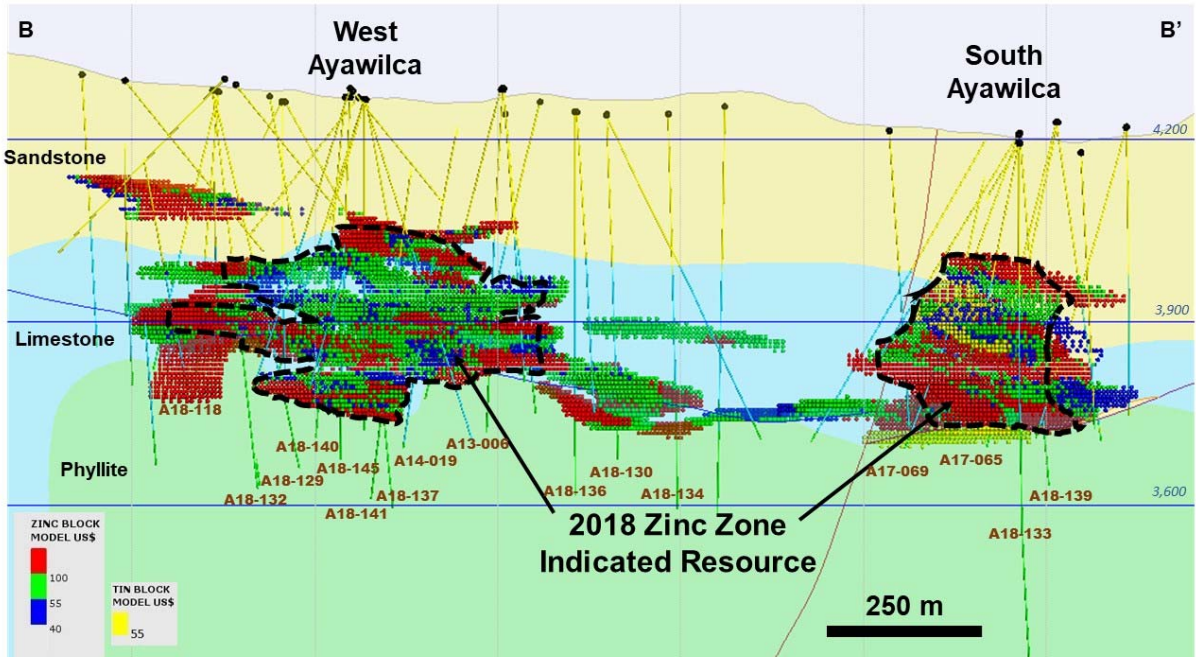 B
West
Ayawilca
South
Ayawilca
B'
4,200
Sandstone
3,900
Limestone
A18-118
A18-140
A13-006
A18-145
A14-019
A18-130
A17-069
A17-065
Phyllite
A18-129
A18-132
A18-137
A18-136
A18-134
A18-139
A18-141
3,600
2018 Zinc Zone
Indicated Resource
A18-133
ZINC BLOCK
MODEL US$
100
55
40
TIN BLOCK
MODEL US$
55
250 m